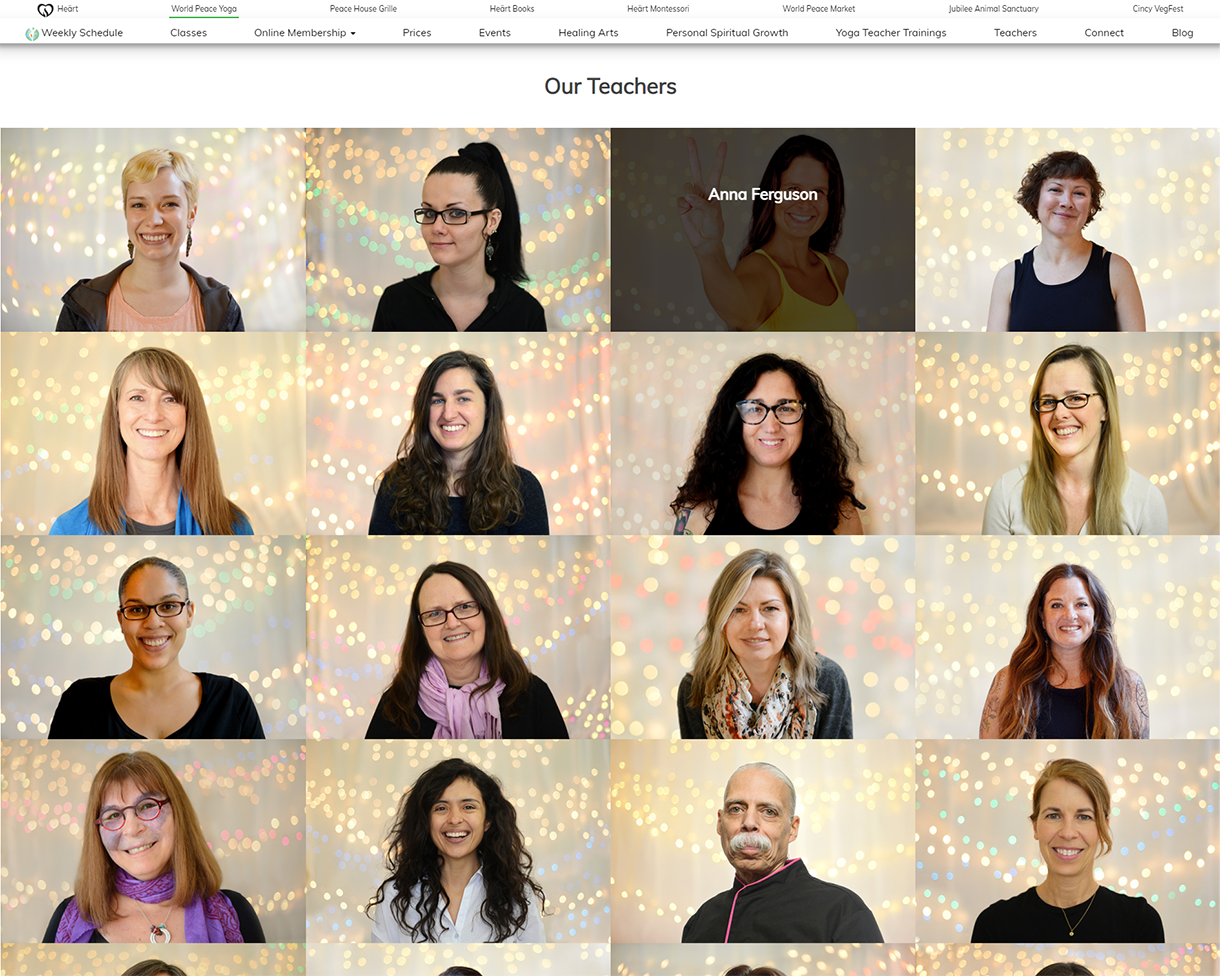 Heärt World Peace Yoga Peace House Grille Heärt Books Heärt Montessori World Peace Market Jubilee Animal Sanctuary Cincy VegFest
Weekly Schedule Classes Online Membership Prices Events Healing Arts Personal Spiritual Growth Yoga Teacher Trainings Teachers Connect Blog
Our Teachers
Anna Ferguson